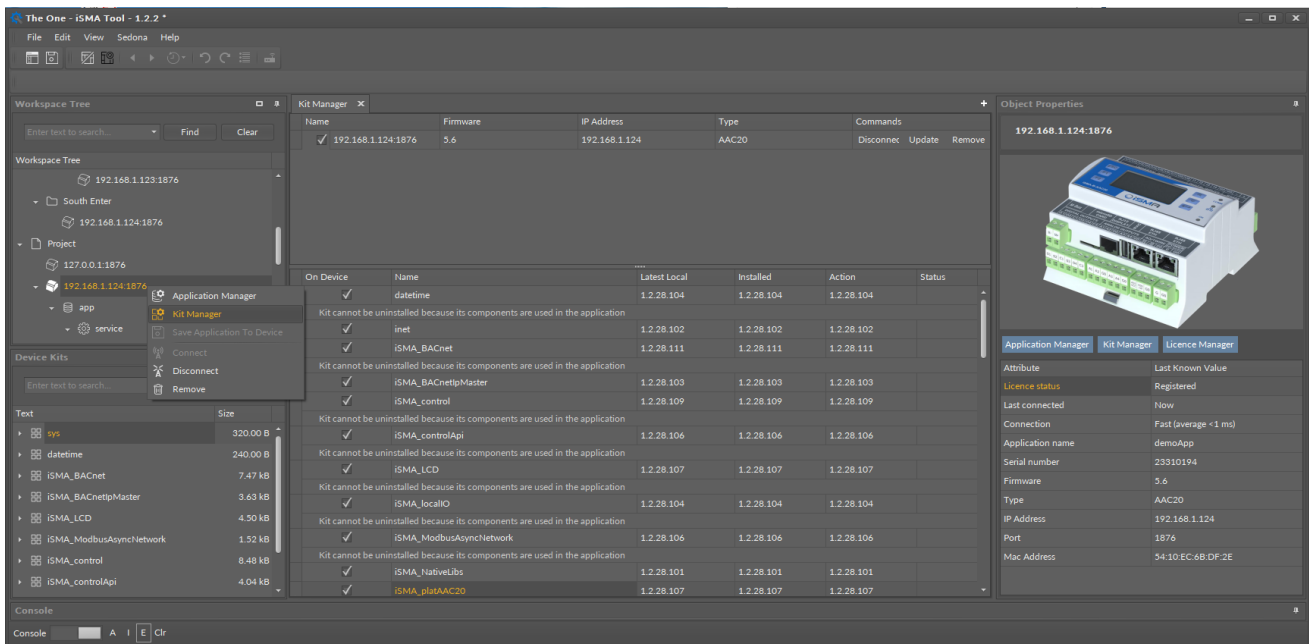 The One - iSMA Tool - 1.2.2 *
File Edit View Sedona Help
Workspace Tree
Enter text to search... Find Clear
Workspace Tree
192.168.1.123:1876
South Enter
192.168.1.124:1876
Project
127.0.0.1:1876
192.168.1.124:1876
app
service
Application Manager
Kit Manager
Save Application To Device
Connect
Disconnect
Remove
Device Kits
Enter text to search...
Text Size
sys 320.00 B
datetime 240.00 B
iSMA_BACnet 7.47 kB
iSMA_BACnetIpMaster 3.63 kB
iSMA_LCD 4.50 kB
iSMA_ModbusAsyncNetwork 1.52 kB
iSMA_control 8.48 kB
iSMA_controlApi 4.04 kB
Kit Manager
Name Firmware IP Address Type Commands
192.168.1.124:1876 5.6 192.168.1.124 AAC20 Disconnec Update Remove
On Device Name Latest Local Installed Action Status
datetime 1.2.28.104 1.2.28.104 1.2.28.104
Kit cannot be uninstalled because its components are used in the application
inet 1.2.28.102 1.2.28.102 1.2.28.102
iSMA_BACnet 1.2.28.111 1.2.28.111 1.2.28.111
Kit cannot be uninstalled because its components are used in the application
iSMA_BACnetIpMaster 1.2.28.103 1.2.28.103 1.2.28.103
iSMA_control 1.2.28.109 1.2.28.109 1.2.28.109
Kit cannot be uninstalled because its components are used in the application
iSMA_controlApi 1.2.28.106 1.2.28.106 1.2.28.106
Kit cannot be uninstalled because its components are used in the application
iSMA_LCD 1.2.28.107 1.2.28.107 1.2.28.107
Kit cannot be uninstalled because its components are used in the application
iSMA_localIO 1.2.28.104 1.2.28.104 1.2.28.104
Kit cannot be uninstalled because its components are used in the application
iSMA_ModbusAsyncNetwork 1.2.28.106 1.2.28.106 1.2.28.106
Kit cannot be uninstalled because its components are used in the application
iSMA_NativeLibs 1.2.28.101 1.2.28.101 1.2.28.101
iSMA_platAAC20 1.2.28.107 1.2.28.107 1.2.28.107
Object Properties
192.168.1.124:1876
iSMA
Application Manager Kit Manager Licence Manager
Attribute Last Known Value
Licence status Registered
Last connected Now
Connection Fast (average <1 ms)
Application name demoApp
Serial number 23310194
Firmware 5.6
Type AAC20
IP Address 192.168.1.124
Port 1876
Mac Address 54:10:EC:6B:DF:2E
Console
Console A I E Clr